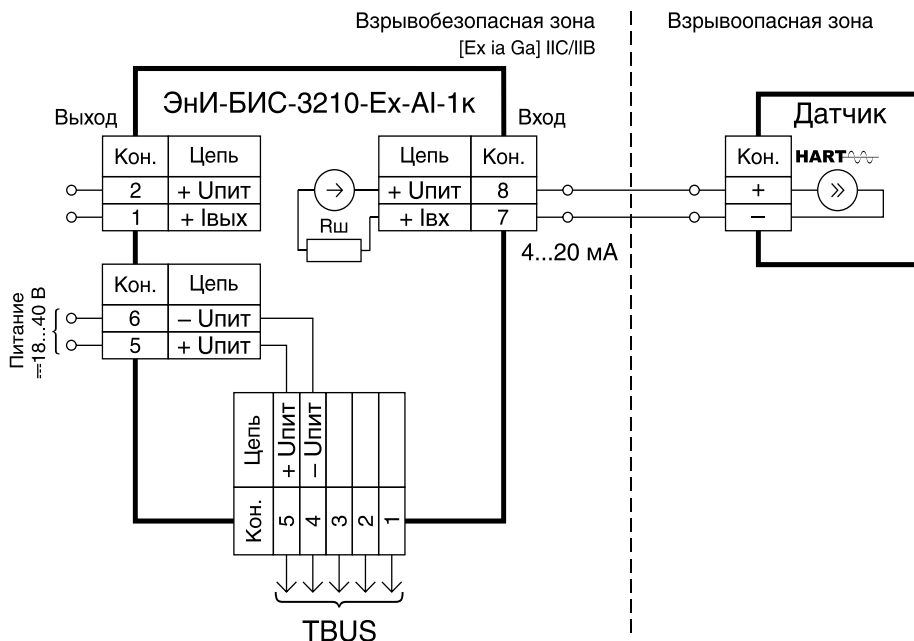 Взрывобезопасная зона
[Ex ia Ga] IIC/IIB
Взрывоопасная зона
ЭнИ-БИС-3210-Ex-AI-1к
Выход
Кон. Цепь
2 + Uпит
1 + Iвых
Вход
Цепь Кон.
+ Uпит 8
+ Iвх 7
Rш
4...20 мА
Датчик
Кон. HART
+
–
Питание
⎓18...40 В
Кон. Цепь
6 – Uпит
5 + Uпит
Цепь + Uпит – Uпит
Кон. 5 4 3 2 1
TBUS